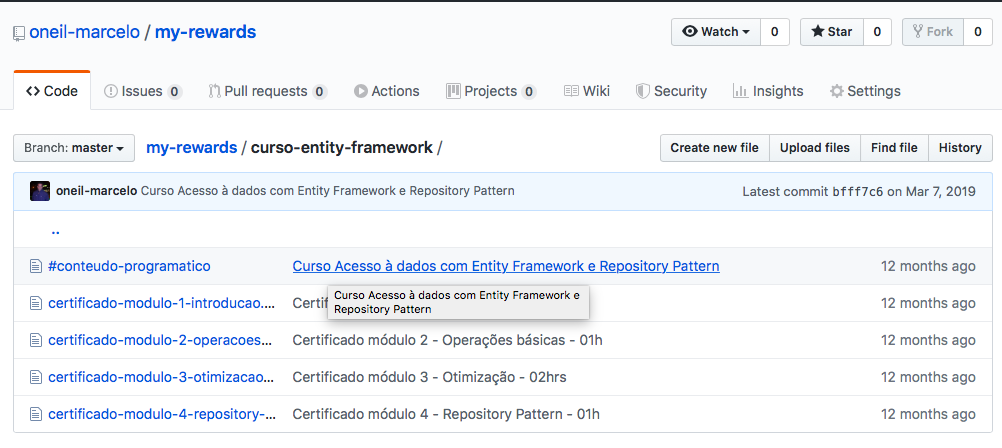 oneil-marcelo / my-rewards
Watch 0 Star 0 Fork 0
Code Issues 0 Pull requests 0 Actions Projects 0 Wiki Security Insights Settings
Branch: master my-rewards / curso-entity-framework / Create new file Upload files Find file History
oneil-marcelo Curso Acesso à dados com Entity Framework e Repository Pattern Latest commit bfff7c6 on Mar 7, 2019
..
#conteudo-programatico Curso Acesso à dados com Entity Framework e Repository Pattern 12 months ago
certificado-modulo-1-introducao.... Certif 12 months ago
Curso Acesso à dados com Entity Framework e
Repository Pattern
certificado-modulo-2-operacoes... Certificado módulo 2 - Operações básicas - 01h 12 months ago
certificado-modulo-3-otimizacao... Certificado módulo 3 - Otimização - 02hrs 12 months ago
certificado-modulo-4-repository-... Certificado módulo 4 - Repository Pattern - 01h 12 months ago